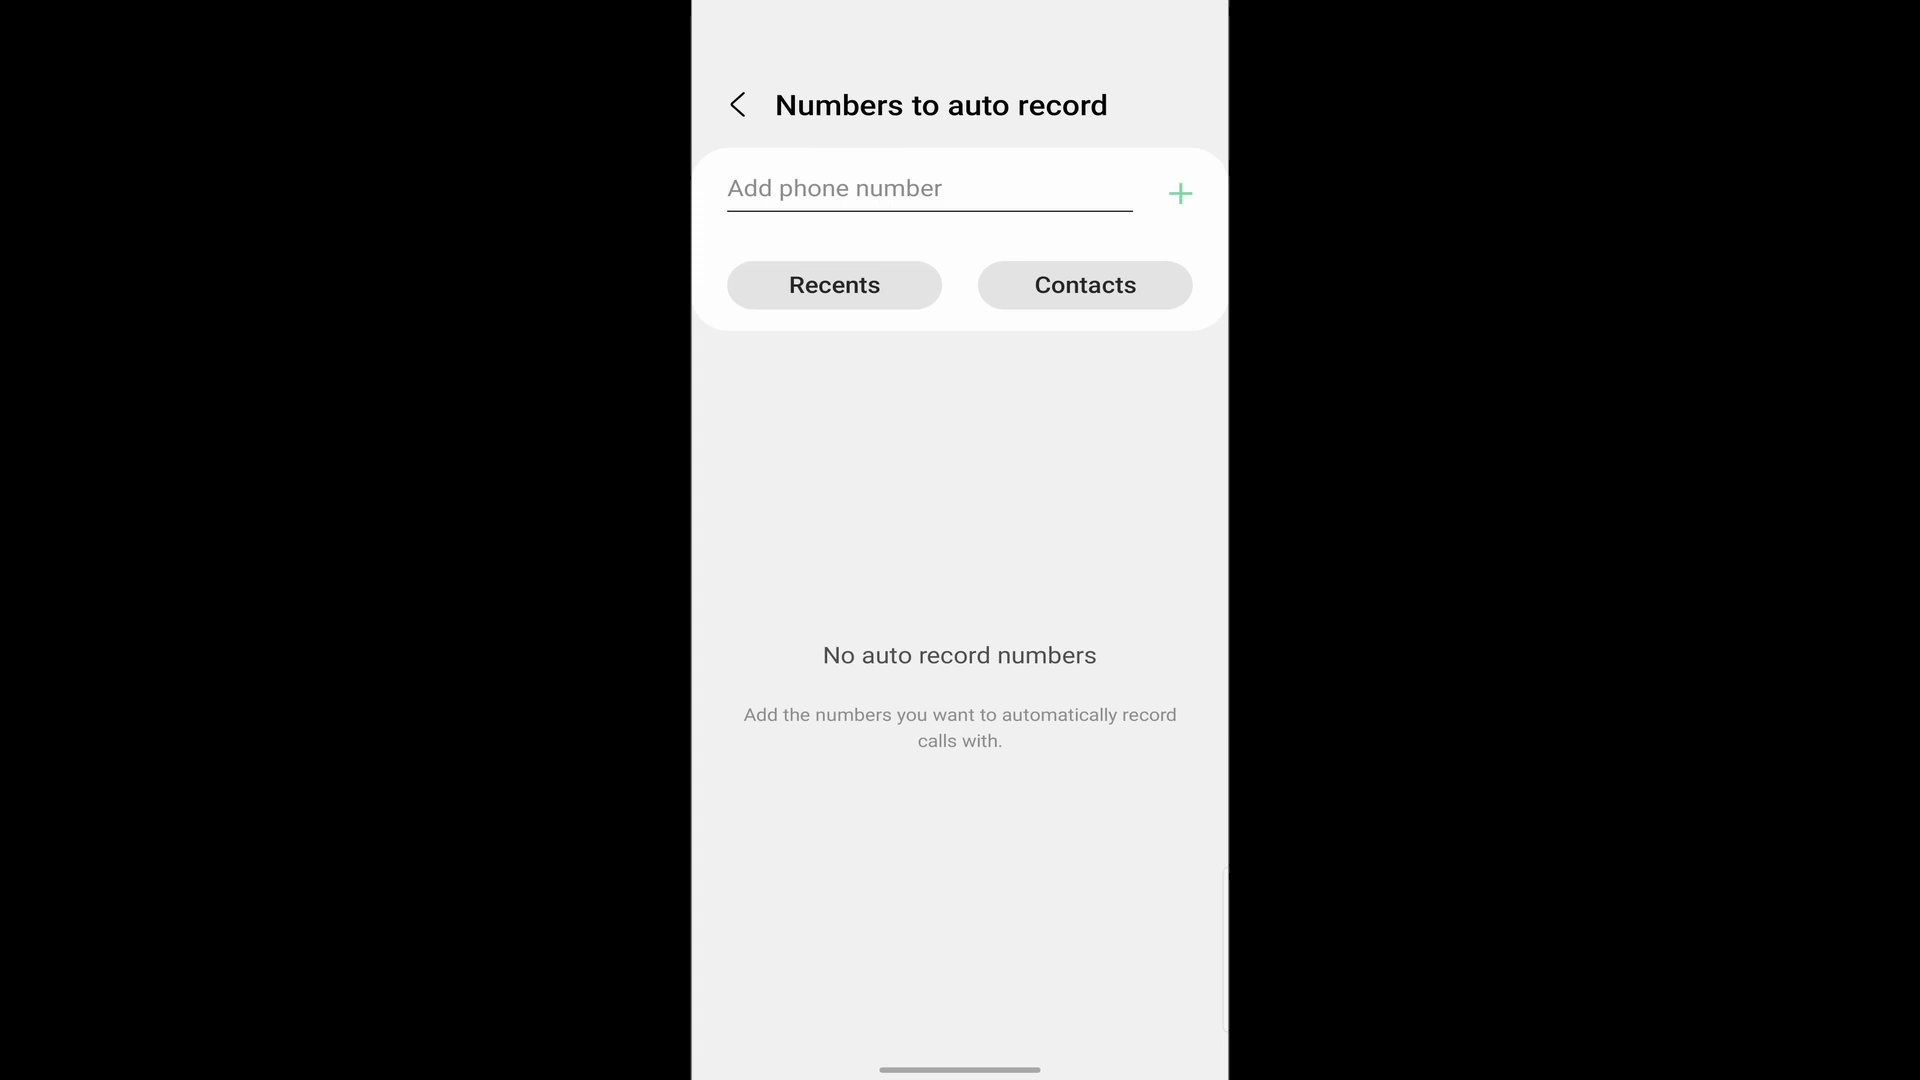 Numbers to auto record
Add phone number
Recents
Contacts
No auto record numbers
Add the numbers you want to automatically record
calls with.